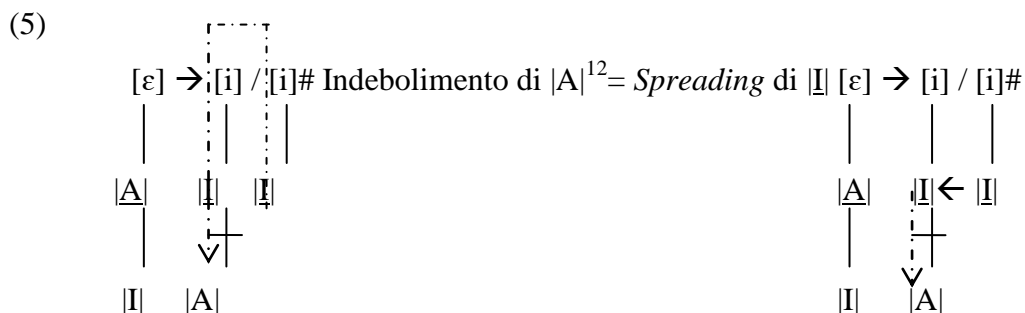 (5)
[ɛ] → [i] / [i]# Indebolimento di |A|12= Spreading di |I| [ɛ] → [i] / [i]#
|A| |I| |I| |A| |I| ← |I|
|I| |A| |I| |A|